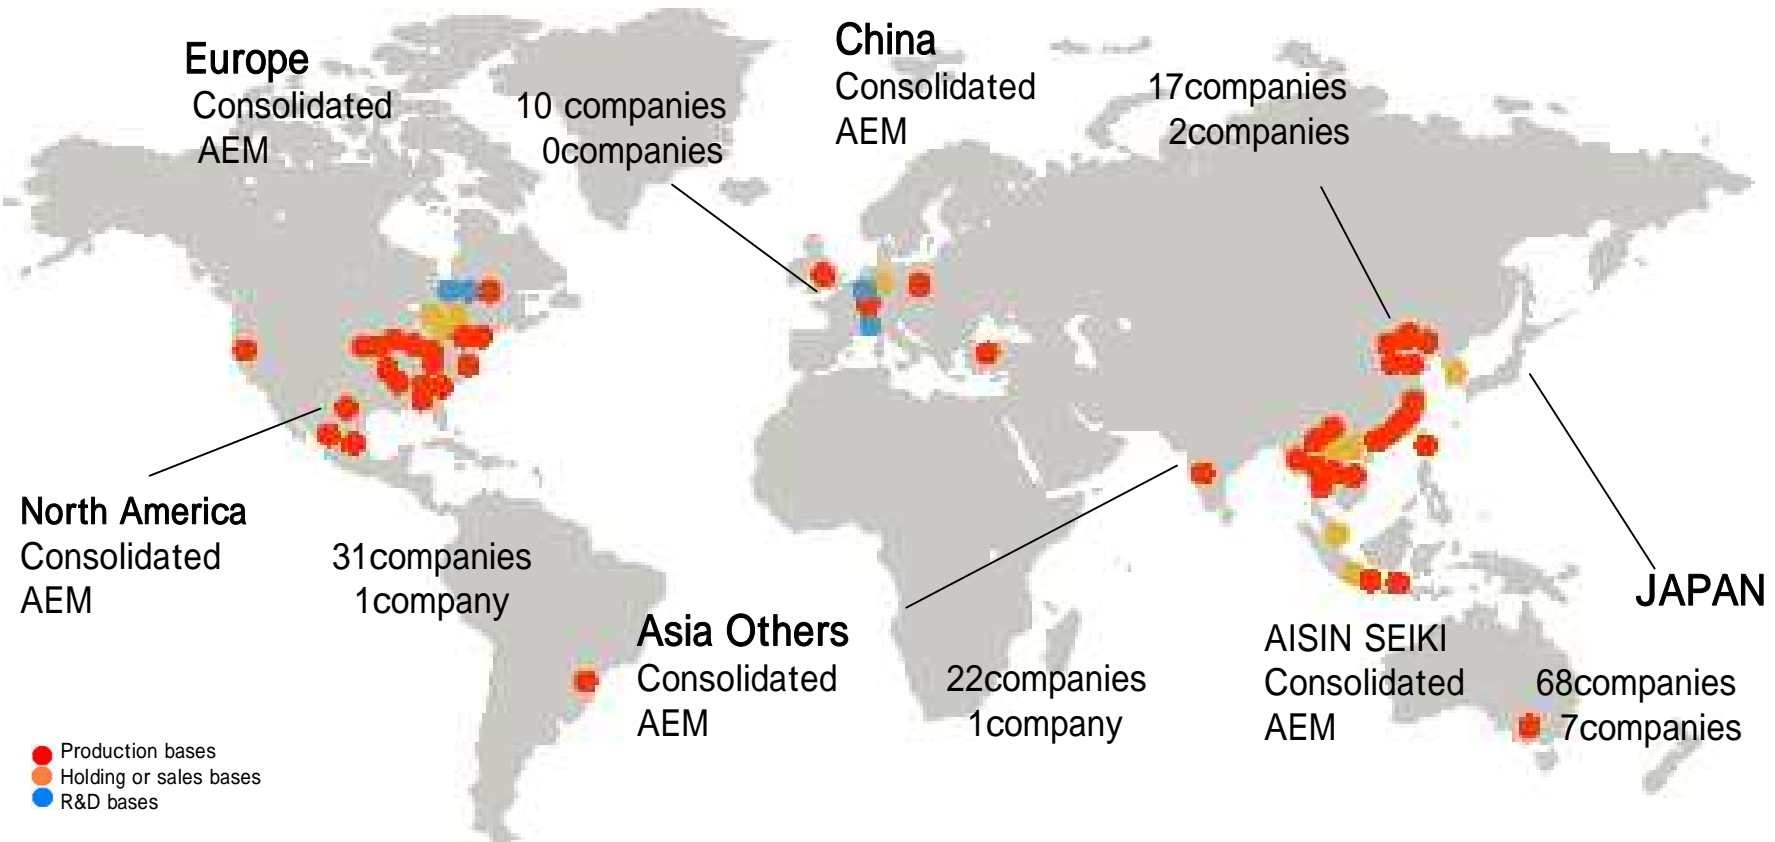 Europe
Consolidated 10 companies
AEM 0companies
China
Consolidated 17companies
AEM 2companies
North America
Consolidated 31companies
AEM 1company
Asia Others
Consolidated 22companies
AEM 1company
JAPAN
AISIN SEIKI
Consolidated 68companies
AEM 7companies
Production bases
Holding or sales bases
R&D bases